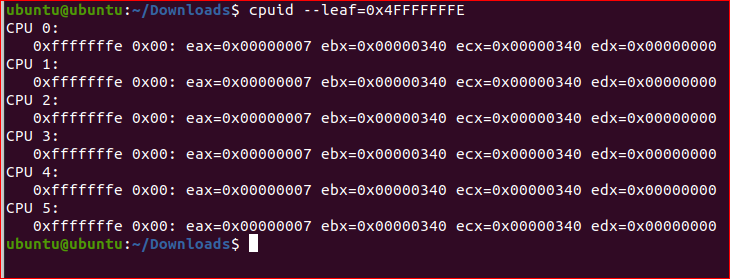 ubuntu@ubuntu:~/Downloads$ cpuid --leaf=0x4FFFFFFFE
CPU 0:
   0xfffffffe 0x00: eax=0x00000007 ebx=0x00000340 ecx=0x00000340 edx=0x00000000
CPU 1:
   0xfffffffe 0x00: eax=0x00000007 ebx=0x00000340 ecx=0x00000340 edx=0x00000000
CPU 2:
   0xfffffffe 0x00: eax=0x00000007 ebx=0x00000340 ecx=0x00000340 edx=0x00000000
CPU 3:
   0xfffffffe 0x00: eax=0x00000007 ebx=0x00000340 ecx=0x00000340 edx=0x00000000
CPU 4:
   0xfffffffe 0x00: eax=0x00000007 ebx=0x00000340 ecx=0x00000340 edx=0x00000000
CPU 5:
   0xfffffffe 0x00: eax=0x00000007 ebx=0x00000340 ecx=0x00000340 edx=0x00000000
ubuntu@ubuntu:~/Downloads$